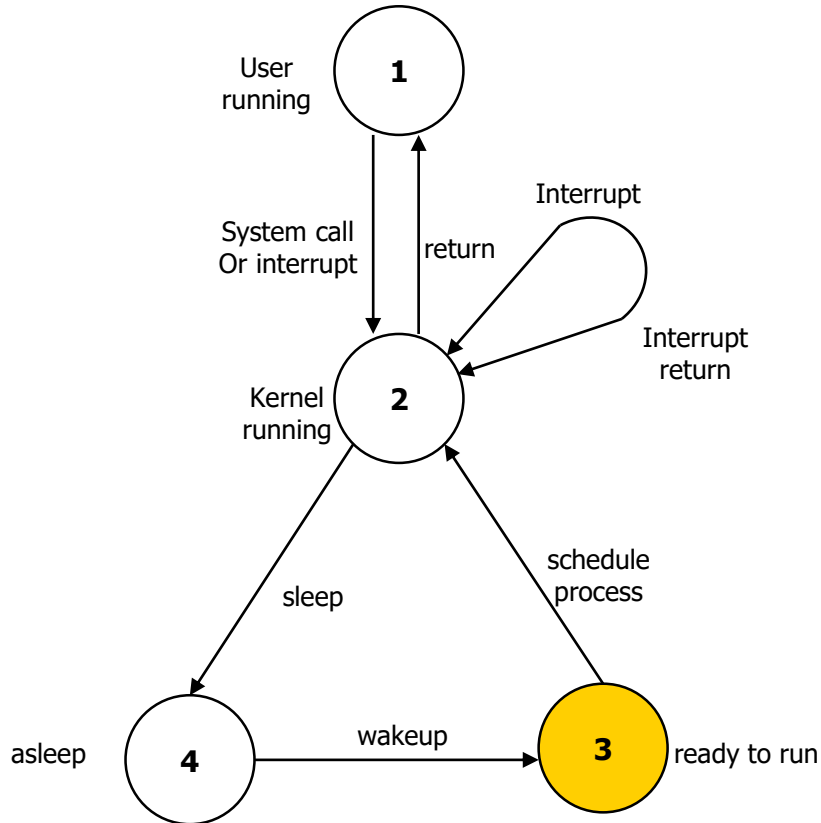 1
User
running
Interrupt
System call
Or interrupt
return
Interrupt
return
2
Kernel
running
schedule
process
sleep
wakeup
asleep
4
3
ready to run